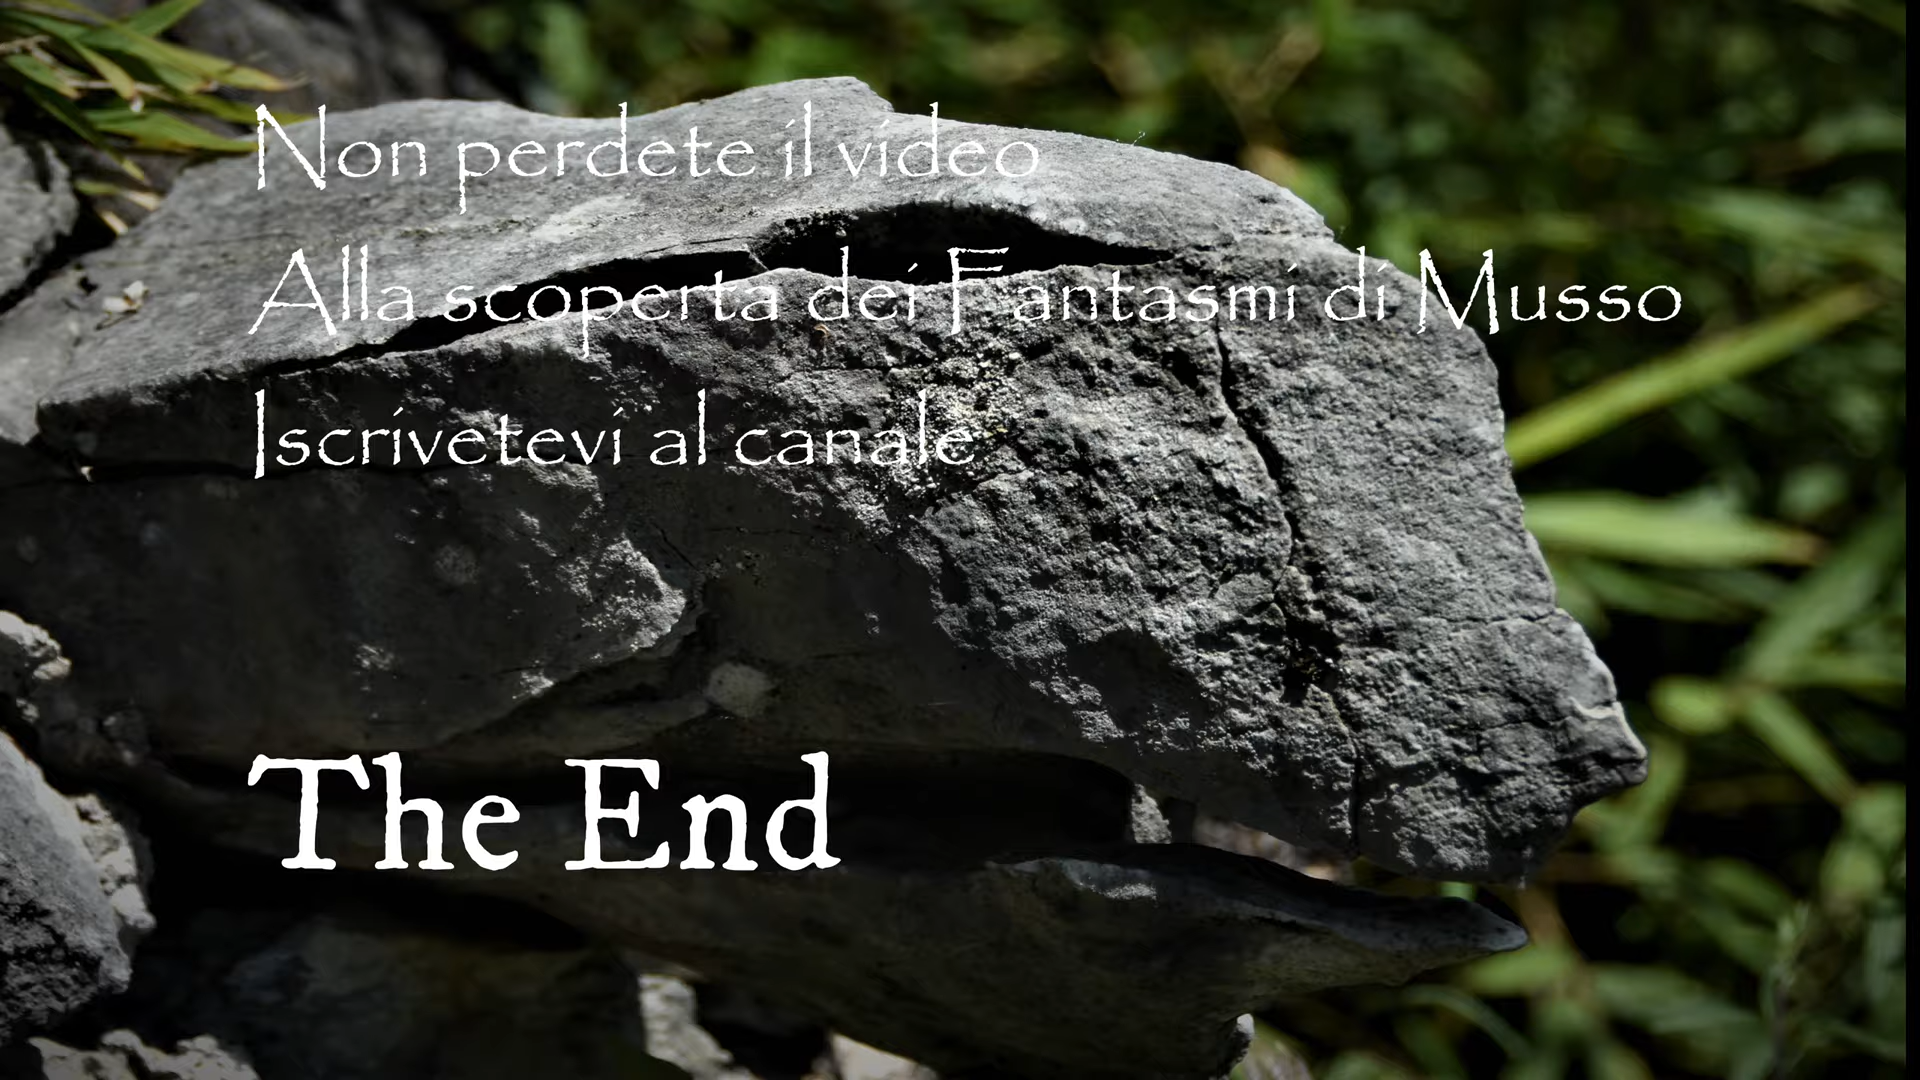 Non perdete il video
Alla scoperta dei Fantasmi di Musso
Iscrivetevi al canale
The End